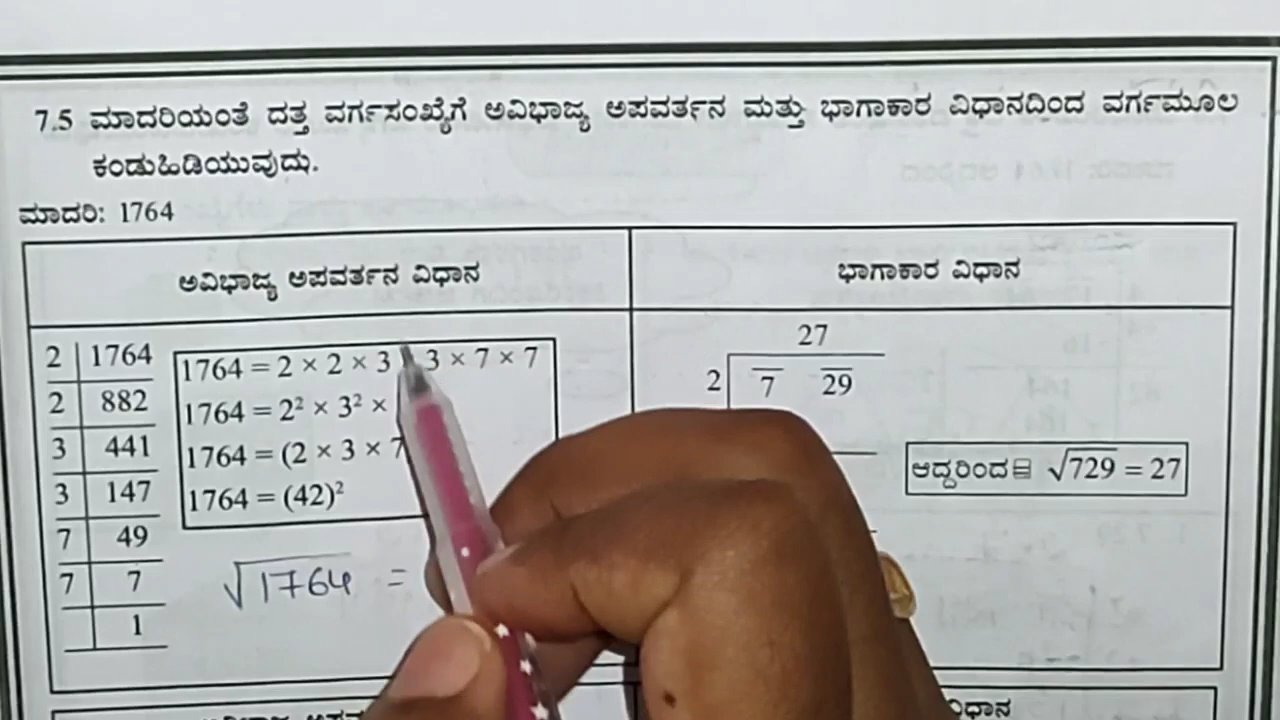 7.5 ಮಾದರಿಯಂತೆ ದತ್ತ ವರ್ಗಸಂಖ್ಯೆಗೆ ಅವಿಭಾಜ್ಯ ಅಪವರ್ತನ ಮತ್ತು ಭಾಗಾಕಾರ ವಿಧಾನದಿಂದ ವರ್ಗಮೂಲ
ಕಂಡುಹಿಡಿಯುವುದು.
ಮಾದರಿ: 1764
ಅವಿಭಾಜ್ಯ ಅಪವರ್ತನ ವಿಧಾನ
2 1764
2 882
3 441
3 147
7 49
7 7
1
1764 = 2 × 2 × 3 3 × 7 × 7
1764 = 2² × 3² ×
1764 = (2 × 3 × 7
1764 = (42)²
√1764 =
ಭಾಗಾಕಾರ ವಿಧಾನ
27
2 7 29
ಆದ್ದರಿಂದ √729 = 27